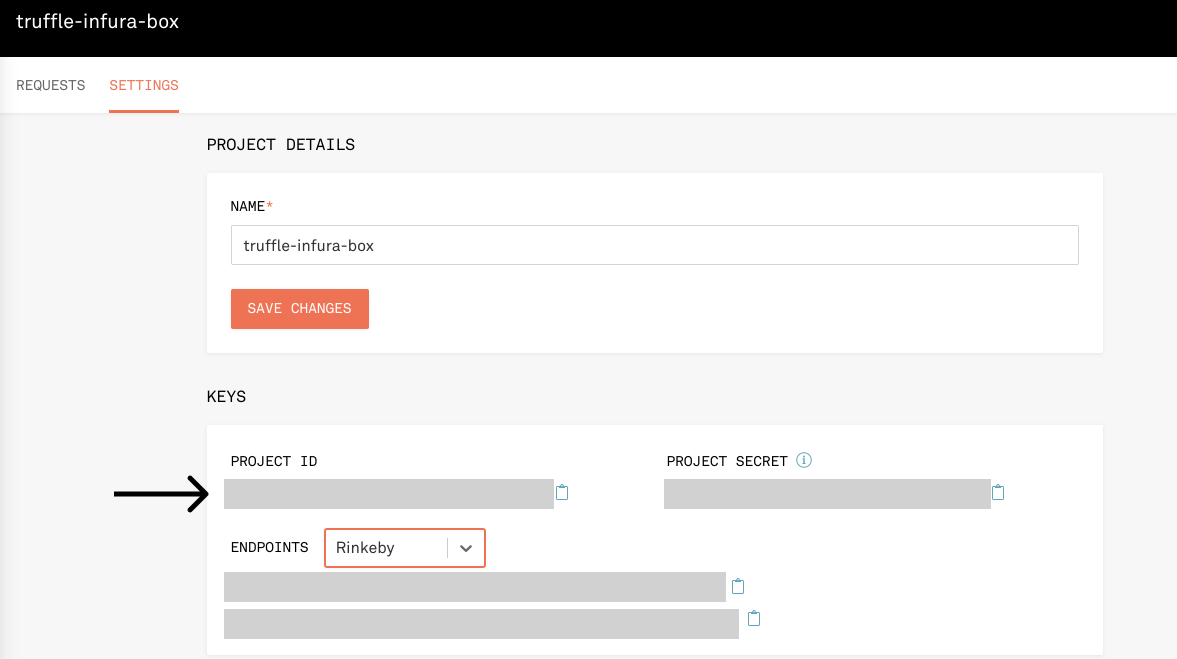 truffle-infura-box
REQUESTS SETTINGS
PROJECT DETAILS
NAME*
truffle-infura-box
SAVE CHANGES
KEYS
PROJECT ID PROJECT SECRET
ENDPOINTS Rinkeby